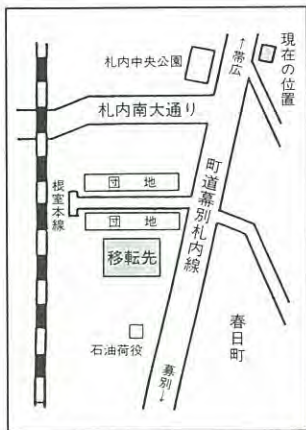 現在の位置
←帯広
札内中央公園
札内南大通り
町道幕別札内線
根室本線
団地
団地
移転先
春日町
石油荷役
幕別→